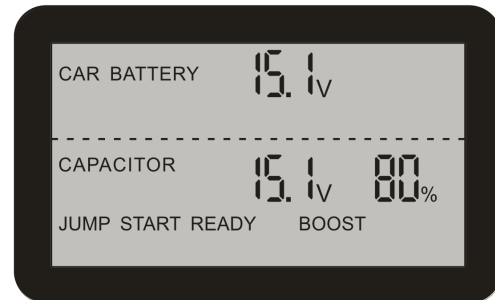 CAR BATTERY 15.1V
CAPACITOR 15.1V 80%
JUMP START READY BOOST